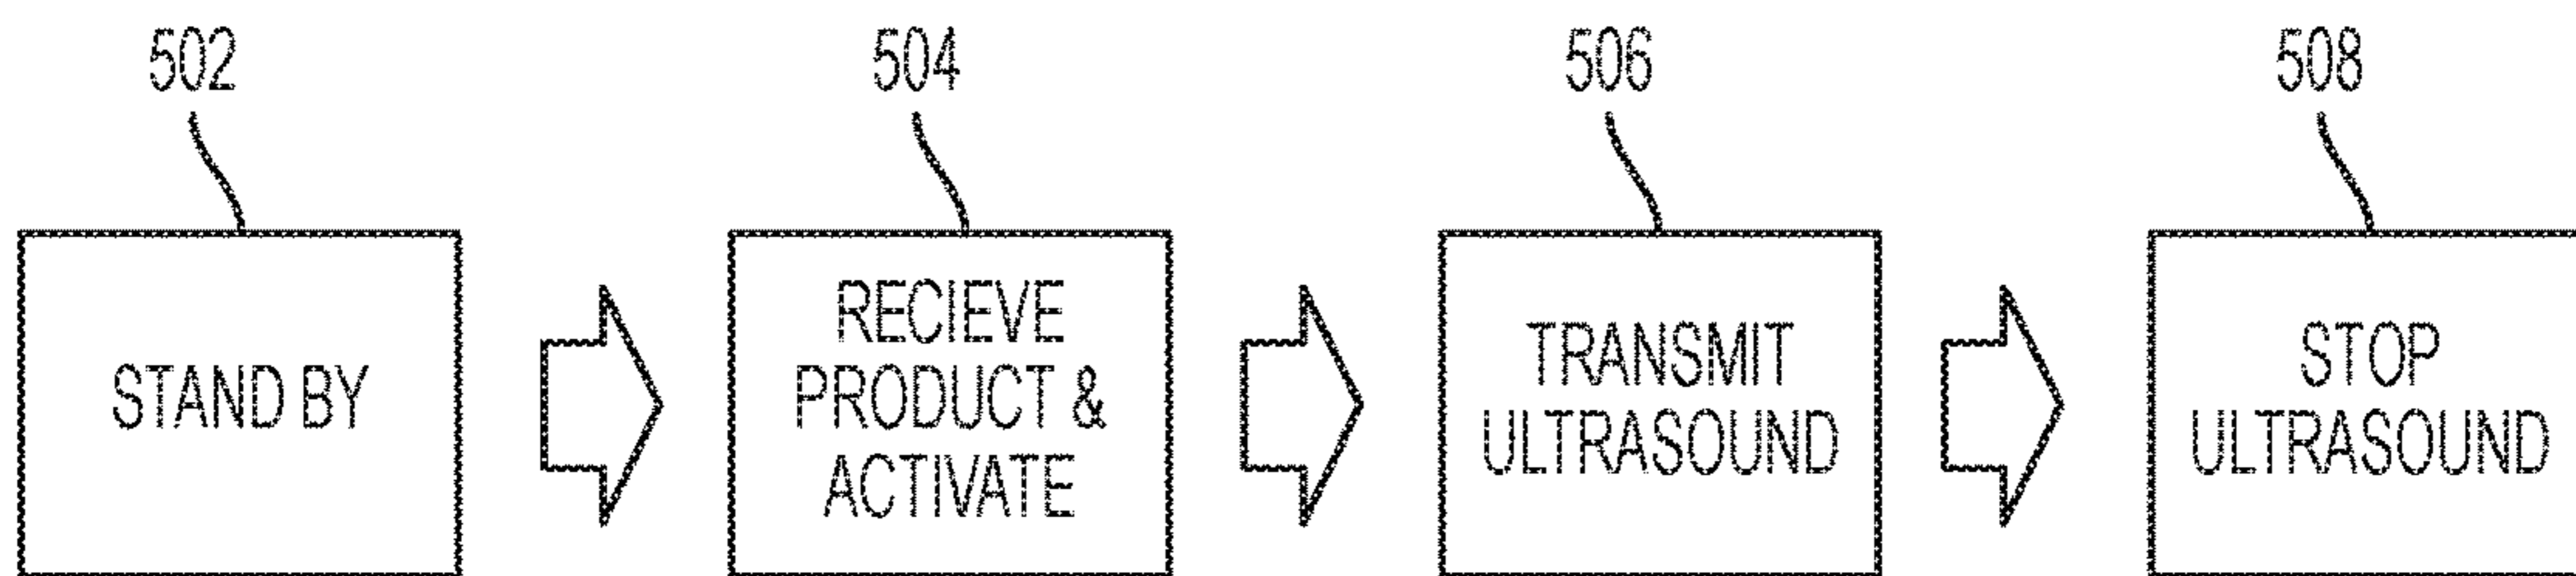 502
504
506
508
STAND BY
RECIEVE
PRODUCT &
ACTIVATE
TRANSMIT
ULTRASOUND
STOP
ULTRASOUND